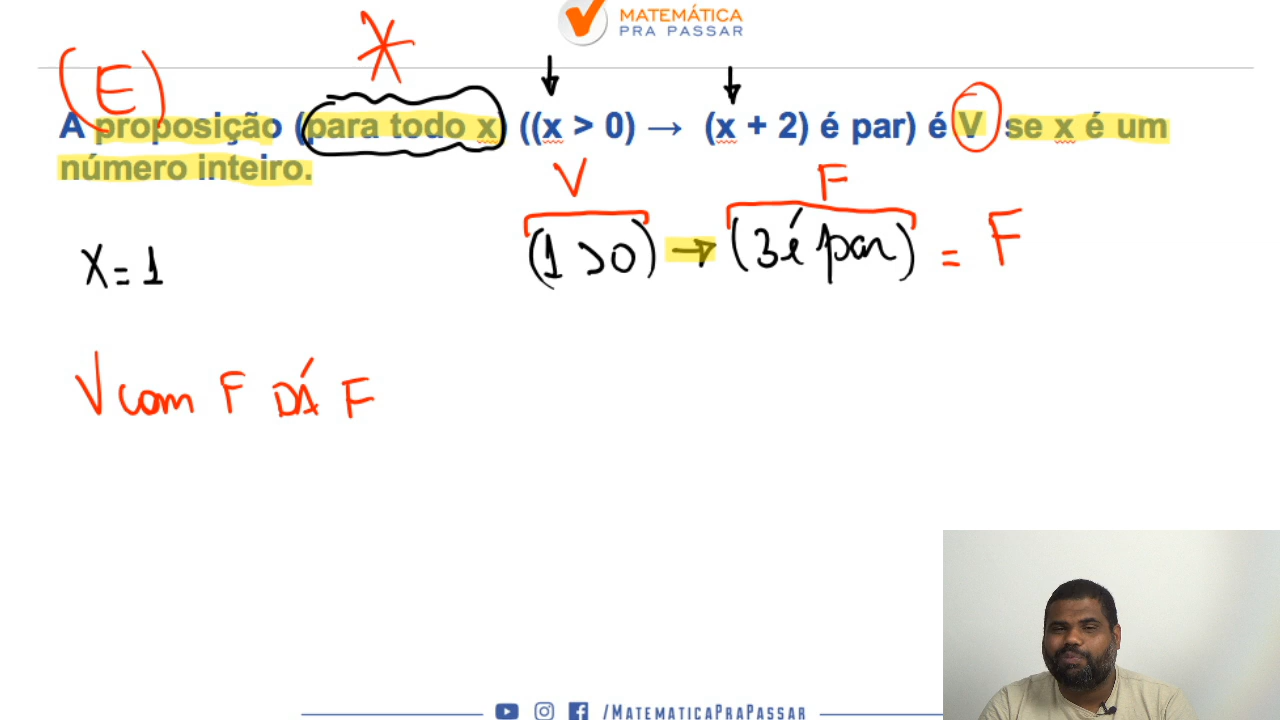 MATEMÁTICA
PRA PASSAR
(E)
A proposição (para todo x) ((x > 0) → (x + 2) é par) é V se x é um
número inteiro.
V F
X = 1 (1 > 0) → (3 é par) = F
V com F DÁ F
/MATEMATICAPRAPASSAR